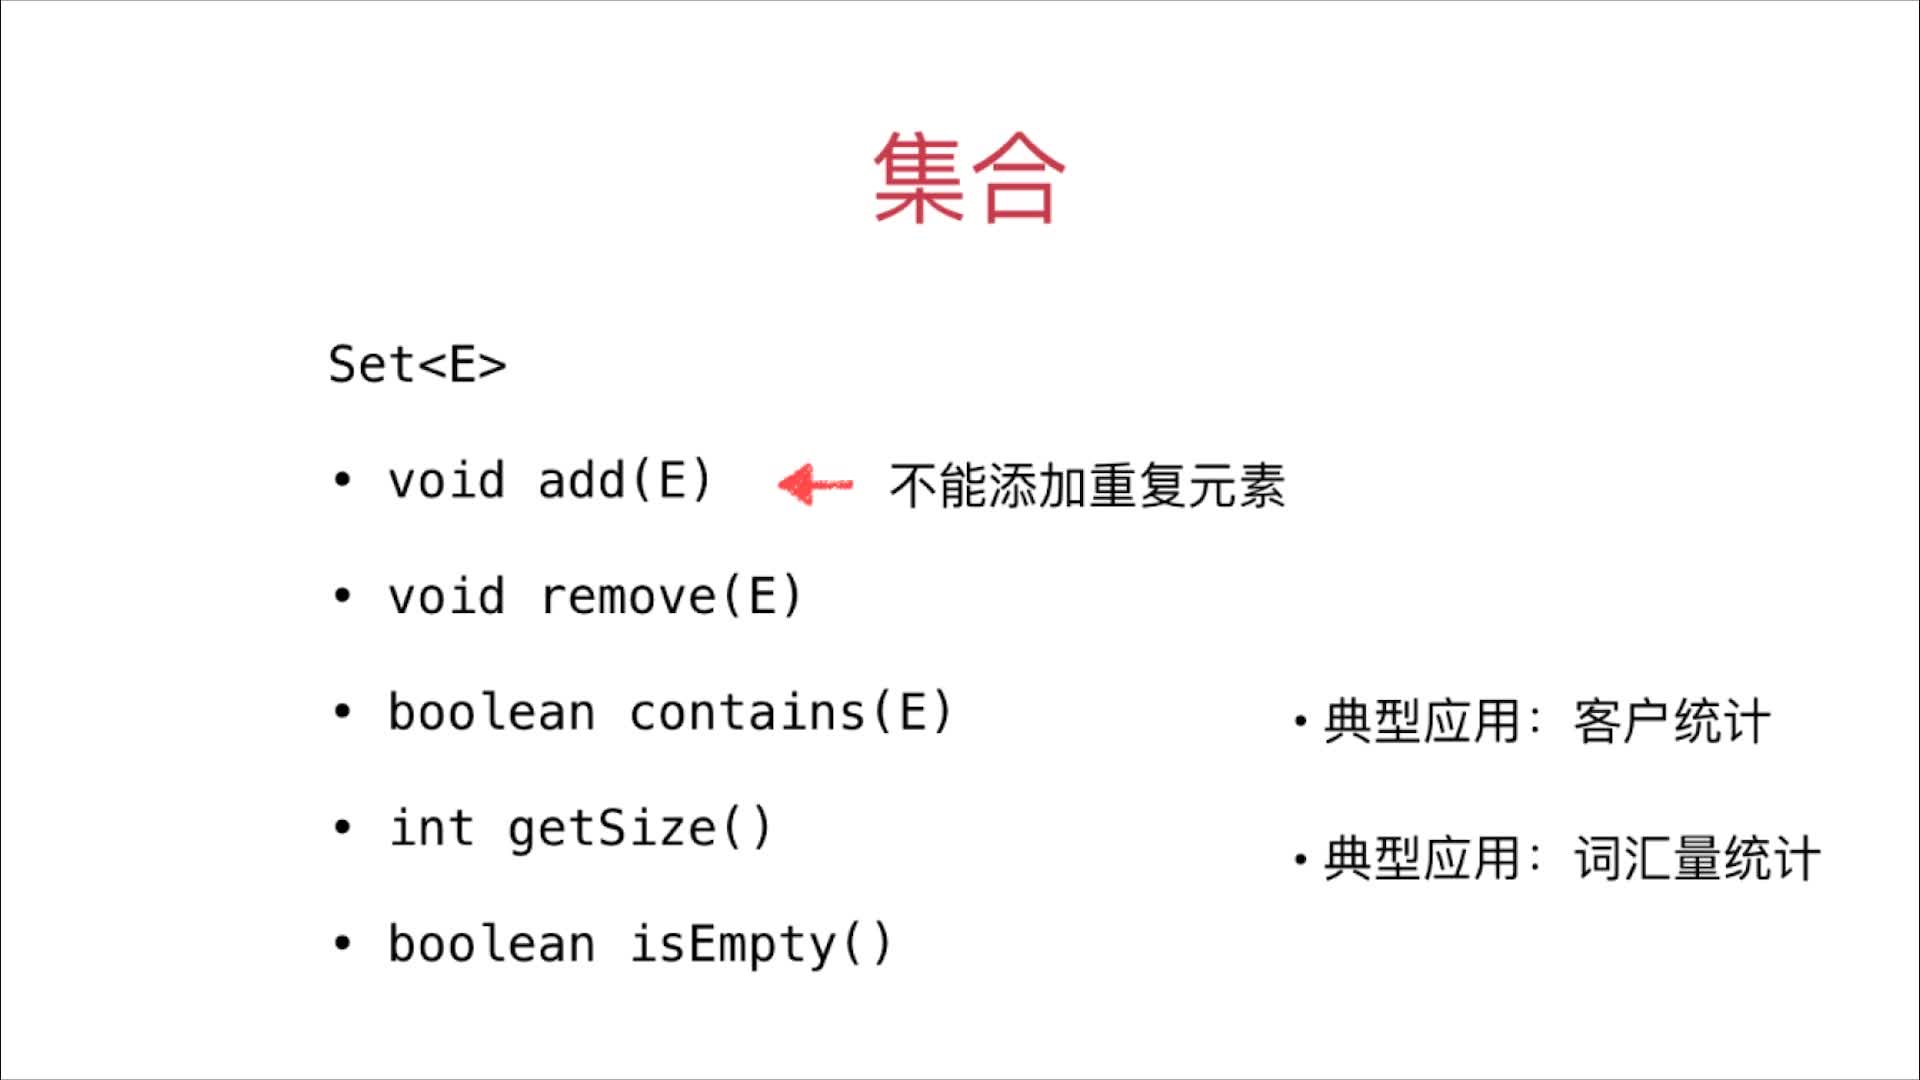 集合
Set<E>
• void add(E)
不能添加重复元素
• void remove(E)
• boolean contains(E)
• int getSize()
• boolean isEmpty()
• 典型应用：客户统计
• 典型应用：词汇量统计